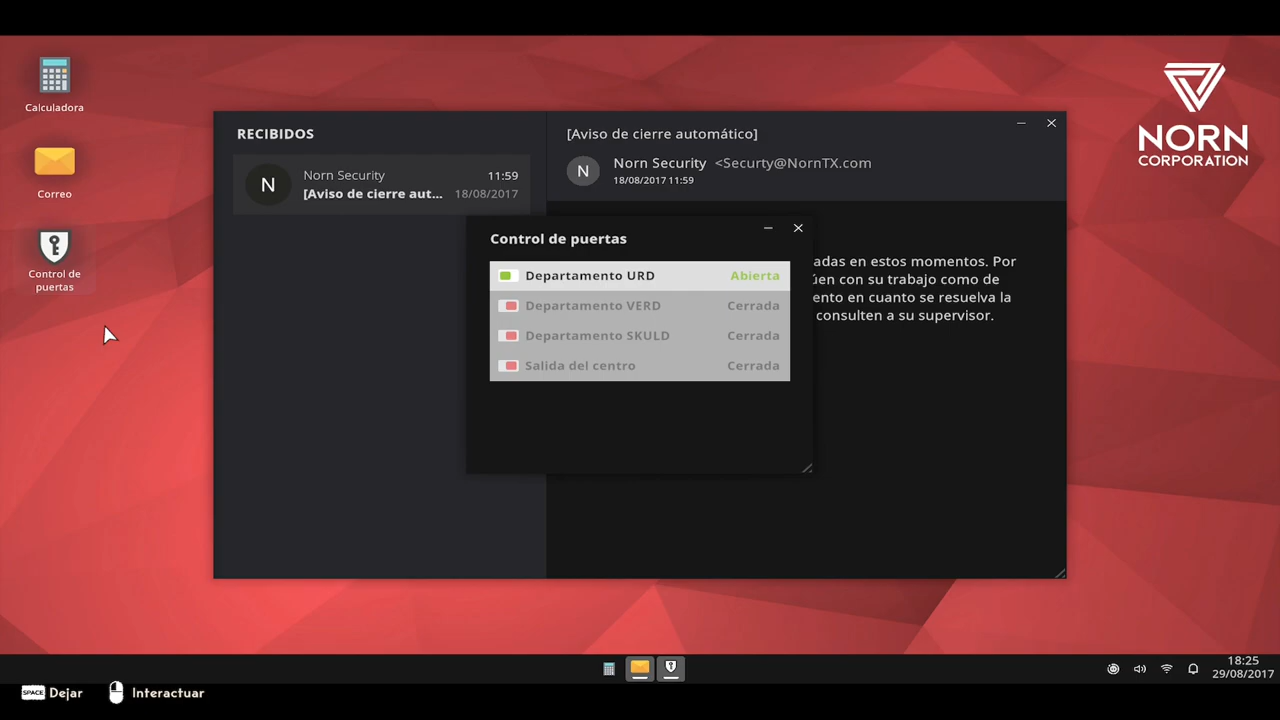 Calculadora
Correo
Control de
puertas
RECIBIDOS
N
Norn Security
11:59
[Aviso de cierre aut...
18/08/2017
[Aviso de cierre automático]
N
Norn Security <Securty@NornTX.com
18/08/2017 11:59
adas en estos momentos. Por
úen con su trabajo como de
ento en cuanto se resuelva la
consulten a su supervisor.
Control de puertas
Departamento URD Abierta
Departamento VERD Cerrada
Departamento SKULD Cerrada
Salida del centro Cerrada
NORN
CORPORATION
18:25
29/08/2017
SPACE Dejar
Interactuar